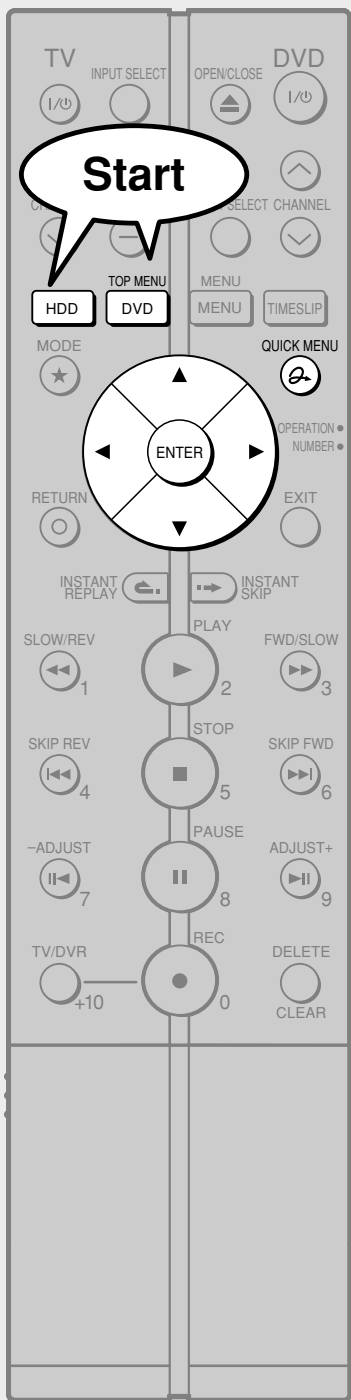 TV
DVD
INPUT SELECT
OPEN/CLOSE
I/
I/
Start
SELECT
CHANNEL
TOP MENU
MENU
HDD
DVD
MENU
TIMESLIP
MODE
QUICK MENU
ENTER
OPERATION
NUMBER
RETURN
EXIT
INSTANT
REPLAY
INSTANT
SKIP
SLOW/REV
PLAY
FWD/SLOW
1
2
3
SKIP REV
STOP
SKIP FWD
4
5
6
–ADJUST
PAUSE
ADJUST+
7
8
9
TV/DVR
REC
DELETE
+10
0
CLEAR